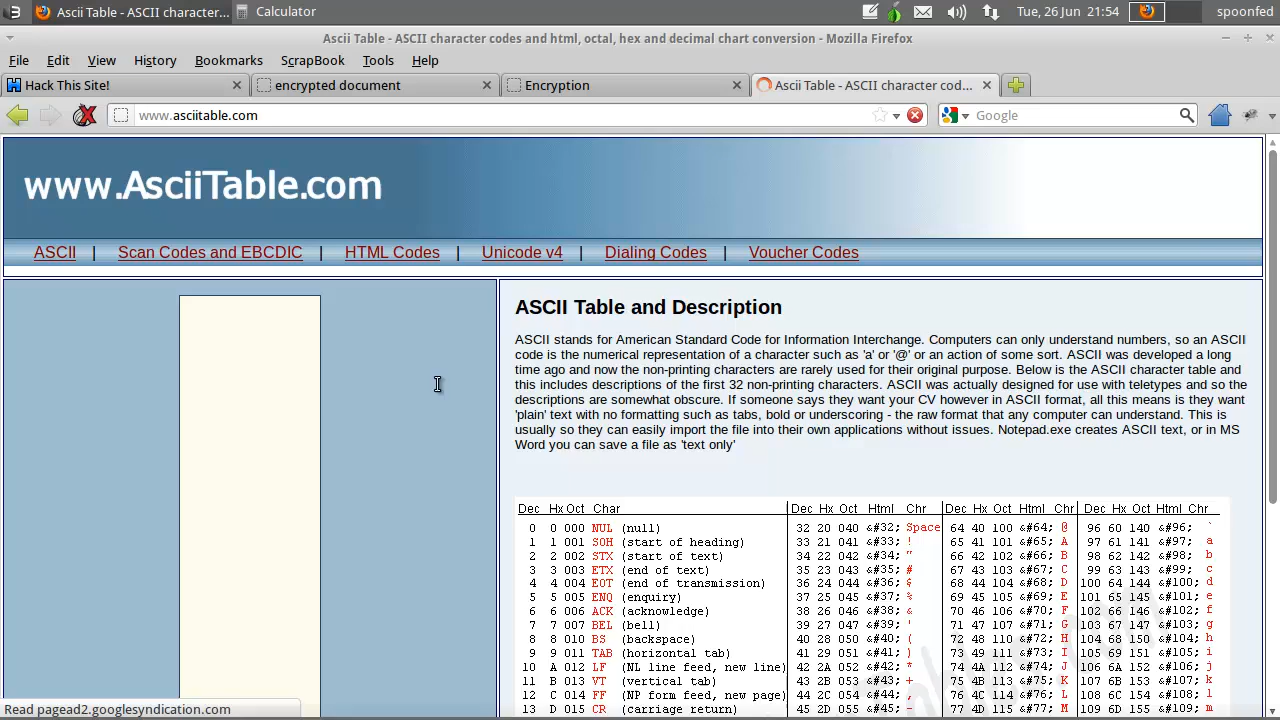 Ascii Table - ASCII character... Calculator Tue, 26 Jun 21:54 spoonfed
Ascii Table - ASCII character codes and html, octal, hex and decimal chart conversion - Mozilla Firefox
File Edit View History Bookmarks ScrapBook Tools Help
Hack This Site! encrypted document Encryption Ascii Table - ASCII character cod...
www.asciitable.com Google
www.AsciiTable.com
ASCII | Scan Codes and EBCDIC | HTML Codes | Unicode v4 | Dialing Codes | Voucher Codes
ASCII Table and Description
ASCII stands for American Standard Code for Information Interchange. Computers can only understand numbers, so an ASCII
code is the numerical representation of a character such as 'a' or '@' or an action of some sort. ASCII was developed a long
time ago and now the non-printing characters are rarely used for their original purpose. Below is the ASCII character table and
this includes descriptions of the first 32 non-printing characters. ASCII was actually designed for use with teletypes and so the
descriptions are somewhat obscure. If someone says they want your CV however in ASCII format, all this means is they want
'plain' text with no formatting such as tabs, bold or underscoring - the raw format that any computer can understand. This is
usually so they can easily import the file into their own applications without issues. Notepad.exe creates ASCII text, or in MS
Word you can save a file as 'text only'
Dec Hx Oct Char Dec Hx Oct Html Chr Dec Hx Oct Html Chr Dec Hx Oct Html Chr
0 0 000 NUL (null) 32 20 040 &#32; Space 64 40 100 &#64; @ 96 60 140 &#96; `
1 1 001 SOH (start of heading) 33 21 041 &#33; ! 65 41 101 &#65; A 97 61 141 &#97; a
2 2 002 STX (start of text) 34 22 042 &#34; " 66 42 102 &#66; B 98 62 142 &#98; b
3 3 003 ETX (end of text) 35 23 043 &#35; # 67 43 103 &#67; C 99 63 143 &#99; c
4 4 004 EOT (end of transmission) 36 24 044 &#36; $ 68 44 104 &#68; D 100 64 144 &#100; d
5 5 005 ENQ (enquiry) 37 25 045 &#37; % 69 45 105 &#69; E 101 65 145 &#101; e
6 6 006 ACK (acknowledge) 38 26 046 &#38; & 70 46 106 &#70; F 102 66 146 &#102; f
7 7 007 BEL (bell) 39 27 047 &#39; ' 71 47 107 &#71; G 103 67 147 &#103; g
8 8 010 BS (backspace) 40 28 050 &#40; ( 72 48 110 &#72; H 104 68 150 &#104; h
9 9 011 TAB (horizontal tab) 41 29 051 &#41; ) 73 49 111 &#73; I 105 69 151 &#105; i
10 A 012 LF (NL line feed, new line) 42 2A 052 &#42; * 74 4A 112 &#74; J 106 6A 152 &#106; j
11 B 013 VT (vertical tab) 43 2B 053 &#43; + 75 4B 113 &#75; K 107 6B 153 &#107; k
12 C 014 FF (NP form feed, new page) 44 2C 054 &#44; , 76 4C 114 &#76; L 108 6C 154 &#108; l
13 D 015 CR (carriage return) 45 2D 055 &#45; - 77 4D 115 &#77; M 109 6D 155 &#109; m
Read pagead2.googlesyndication.com